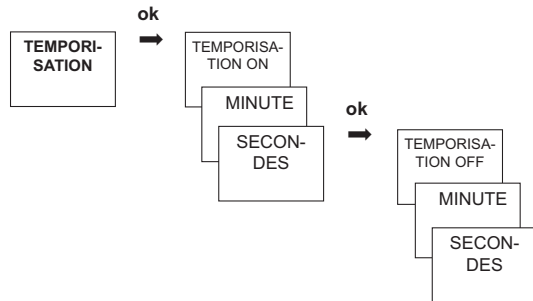 ok
TEMPORI-
SATION
TEMPORISA-
TION ON
MINUTE
SECON-
DES
ok
TEMPORISA-
TION OFF
MINUTE
SECON-
DES